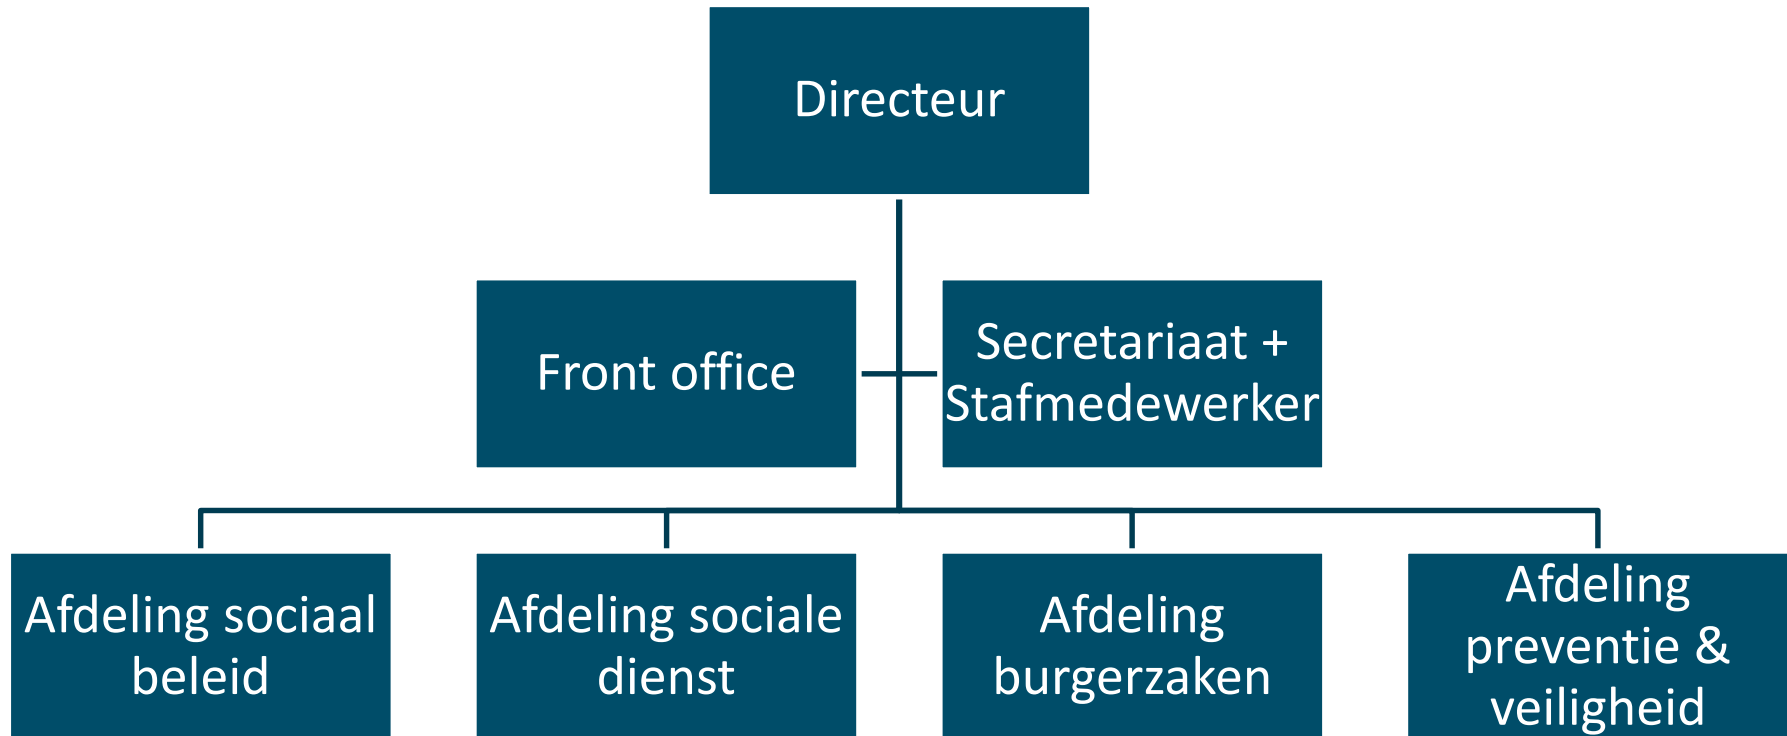 Directeur
Front office
Secretariaat +
Stafmedewerker
Afdeling sociaal
beleid
Afdeling sociale
dienst
Afdeling
burgerzaken
Afdeling
preventie &
veiligheid